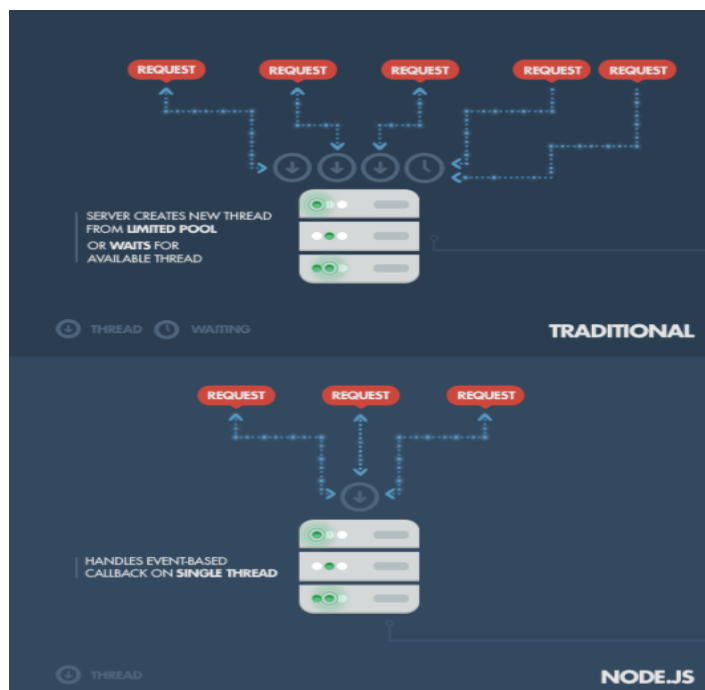 REQUEST REQUEST REQUEST REQUEST REQUEST
SERVER CREATES NEW THREAD
FROM LIMITED POOL
OR WAITS FOR
AVAILABLE THREAD
THREAD WAITING
TRADITIONAL
REQUEST REQUEST REQUEST
HANDLES EVENT-BASED
CALLBACK ON SINGLE THREAD
THREAD
NODE.JS